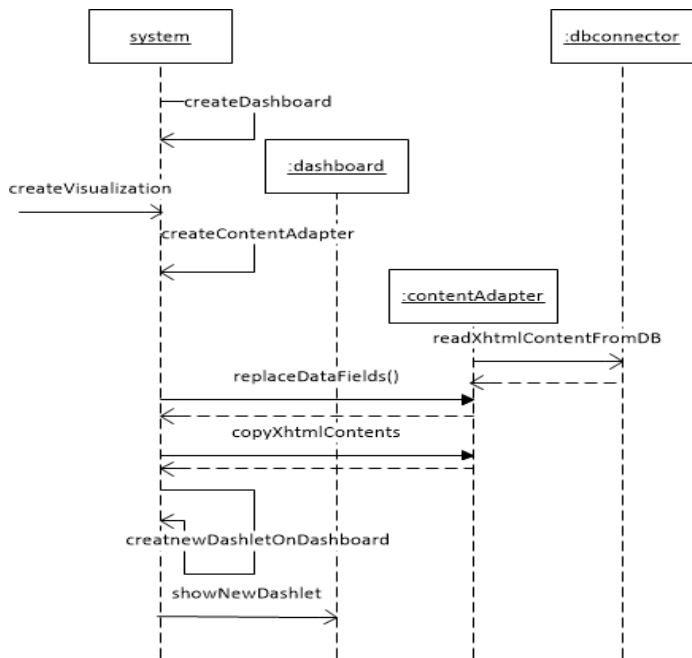 system
:dbconnector
createDashboard
:dashboard
createVisualization
createContentAdapter
:contentAdapter
readXhtmlContentFromDB
replaceDataFields()
copyXhtmlContents
creatnewDashletOnDashboard
showNewDashlet